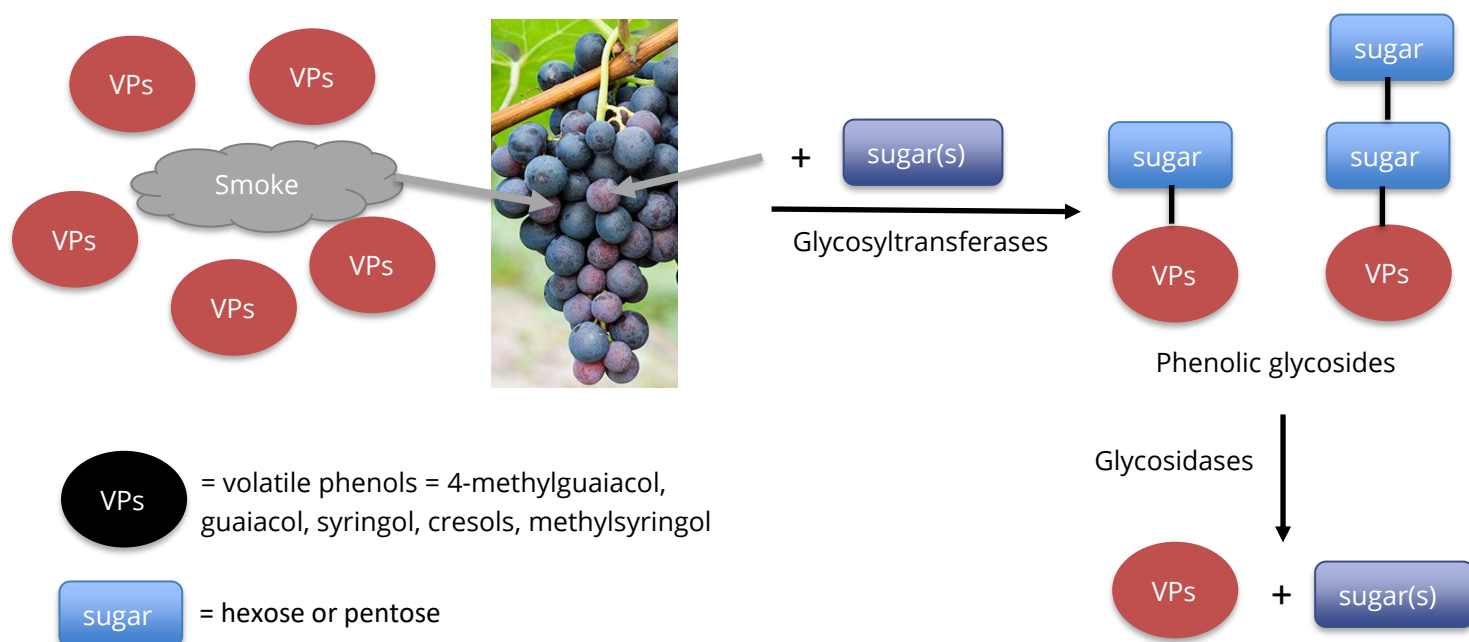 VPs
VPs
Smoke
VPs
VPs
VPs
+
sugar(s)
Glycosyltransferases
sugar
VPs
sugar
sugar
VPs
Phenolic glycosides
Glycosidases
VPs
+
sugar(s)
VPs
= volatile phenols = 4-methylguaiacol,
guaiacol, syringol, cresols, methylsyringol
sugar
= hexose or pentose